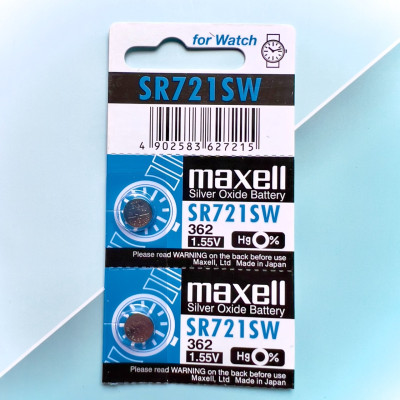 for Watch
SR721SW
4 902583 627215
maxell
Silver Oxide Battery
SR721SW
362
1.55V
Hg 0%
Please read WARNING on the back before use
Maxell, Ltd Made in Japan
maxell
Silver Oxide Battery
SR721SW
362
1.55V
Hg 0%
Please read WARNING on the back before use
Maxell, Ltd. Made in Japan